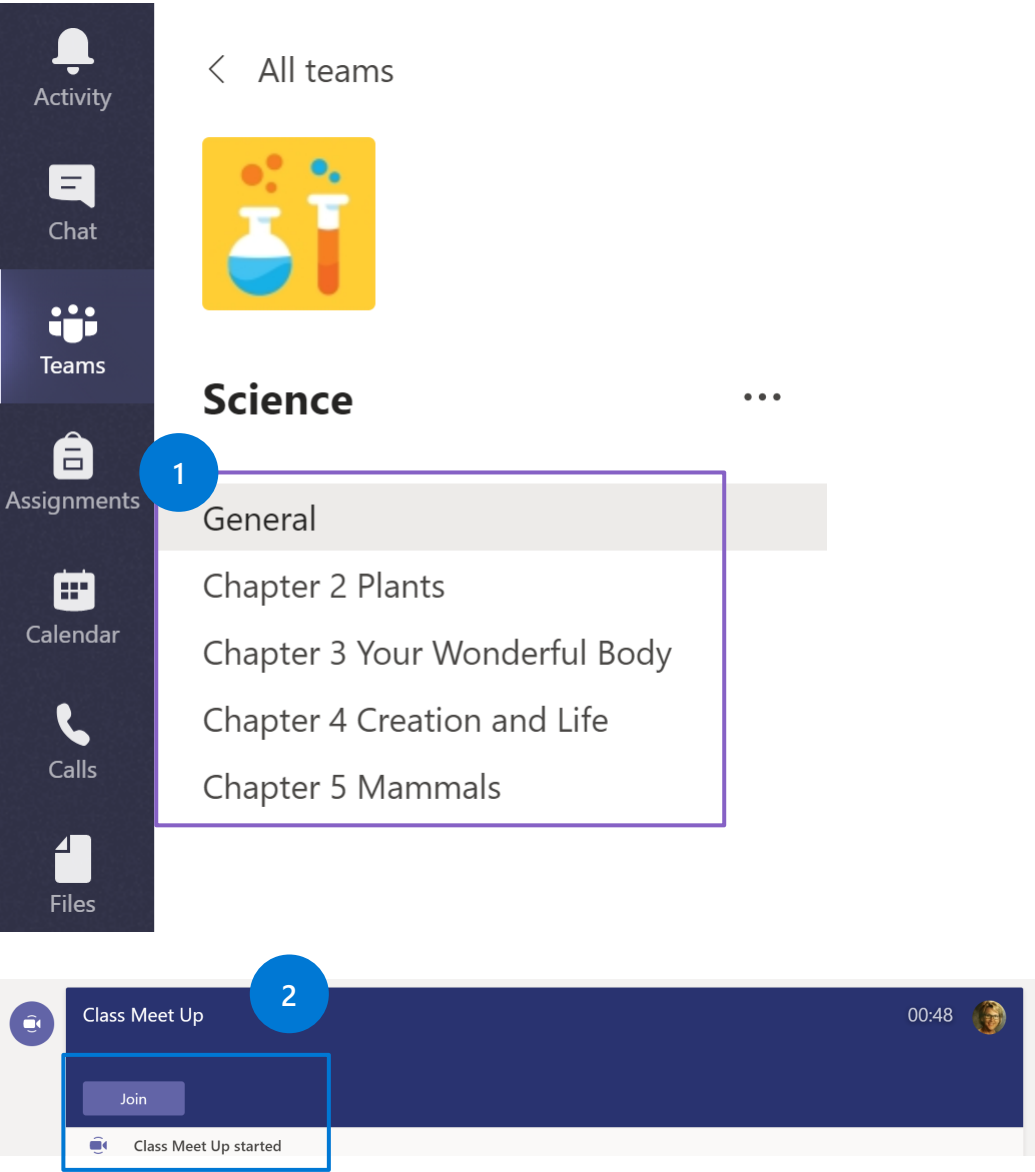 Activity
Chat
Teams
Assignments
Calendar
Calls
Files
All teams
Science
1
General
Chapter 2 Plants
Chapter 3 Your Wonderful Body
Chapter 4 Creation and Life
Chapter 5 Mammals
2
Class Meet Up 00:48
Join
Class Meet Up started